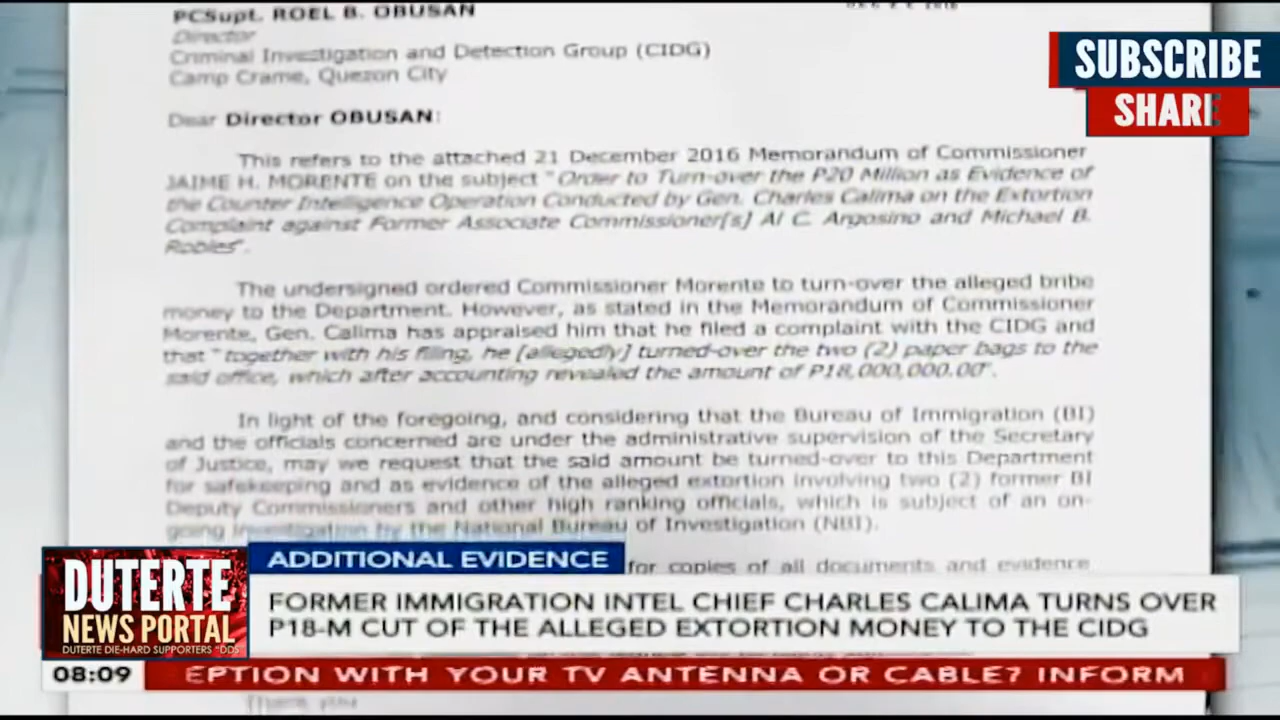 PCSupt. ROEL B. OBUSAN
Director
Criminal Investigation and Detection Group (CIDG)
Camp Crame, Quezon City
Dear Director OBUSAN:
This refers to the attached 21 December 2016 Memorandum of Commissioner
JAIME H. MORENTE on the subject "Order to Turn-over the P20 Million as Evidence of
the Counter Intelligence Operation Conducted by Gen. Charles Calima on the Extortion
Complaint against Former Associate Commissioner[s] Al C. Argosino and Michael B.
Robles".
The undersigned ordered Commissioner Morente to turn-over the alleged bribe
money to the Department. However, as stated in the Memorandum of Commissioner
Morente, Gen. Calima has appraised him that he filed a complaint with the CIDG and
that "together with his filing, he [allegedly] turned-over the two (2) paper bags to the
said office, which after accounting revealed the amount of P18,000,000.00".
In light of the foregoing, and considering that the Bureau of Immigration (BI)
and the officials concerned are under the administrative supervision of the Secretary
of Justice, may we request that the said amount be turned-over to this Department
for safekeeping and as evidence of the alleged extortion involving two (2) former BI
Deputy Commissioners and other high ranking officials, which is subject of an on-
going investigation by the National Bureau of Investigation (NBI).
for copies of all documents and evidence
Thank you
SUBSCRIBE
SHARE
ADDITIONAL EVIDENCE
FORMER IMMIGRATION INTEL CHIEF CHARLES CALIMA TURNS OVER
P18-M CUT OF THE ALLEGED EXTORTION MONEY TO THE CIDG
DUTERTE
NEWS PORTAL
DUTERTE DIE-HARD SUPPORTERS "DDS
08:09
EPTION WITH YOUR TV ANTENNA OR CABLE? INFORM